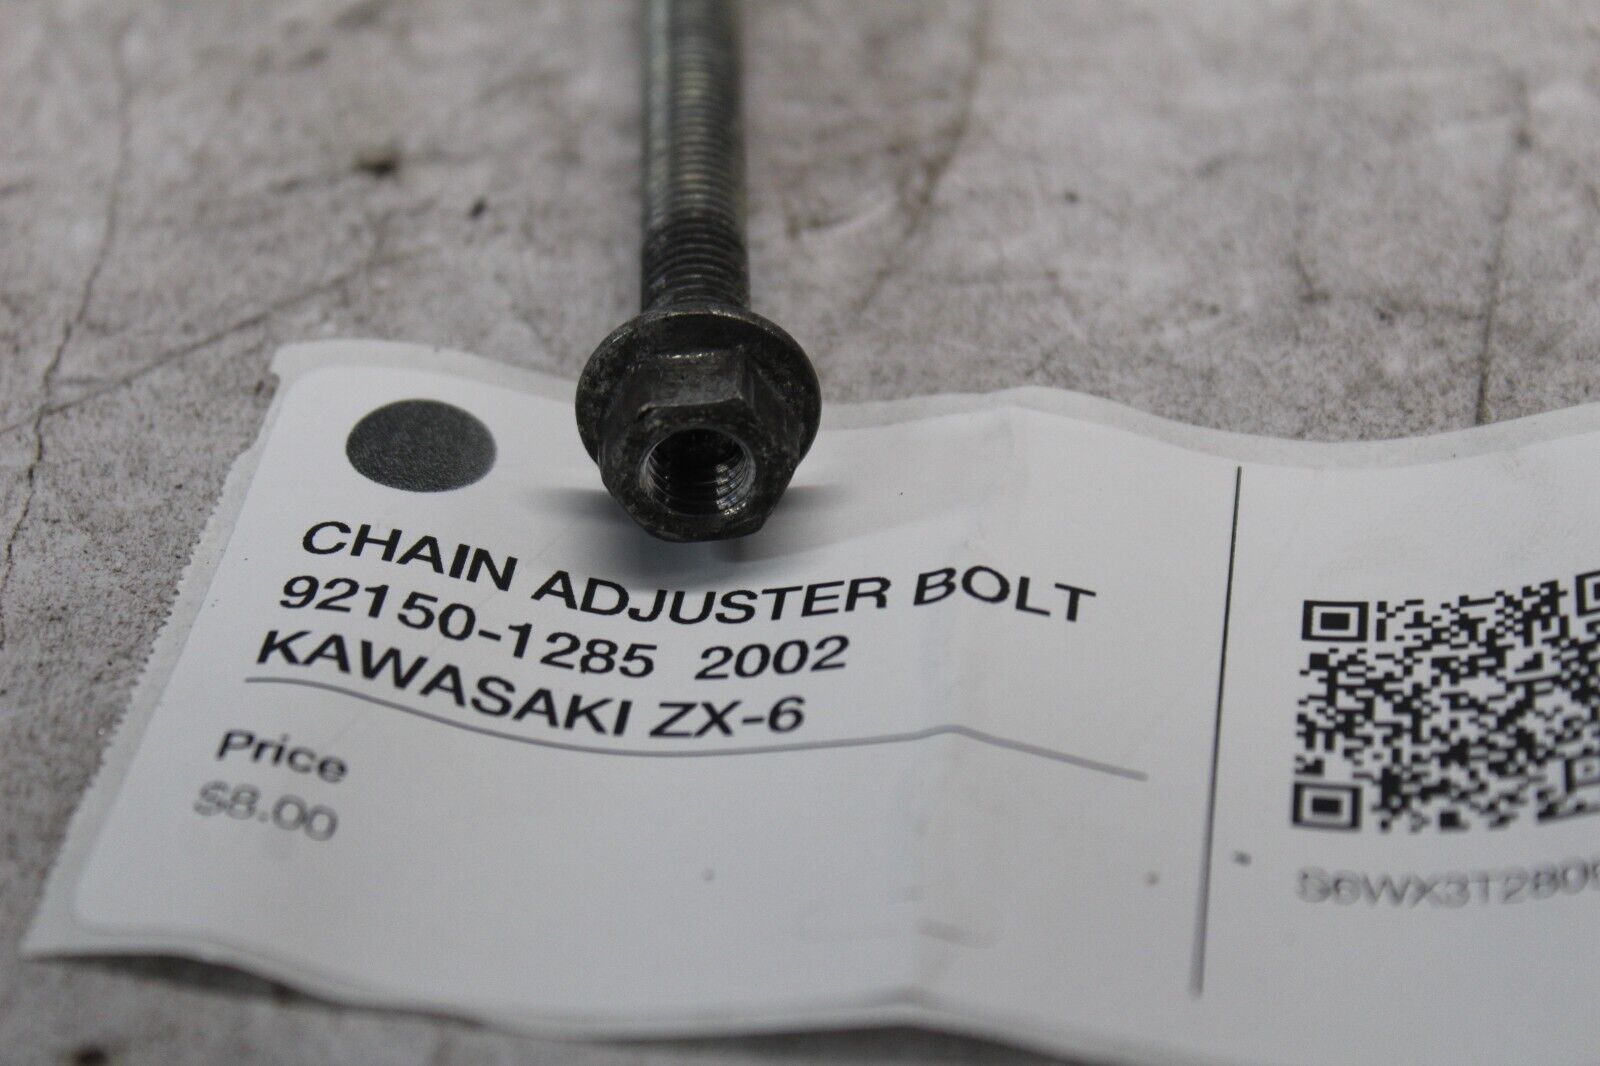 CHAIN ADJUSTER BOLT
92150-1285 2002
KAWASAKI ZX-6
Price
$8.00